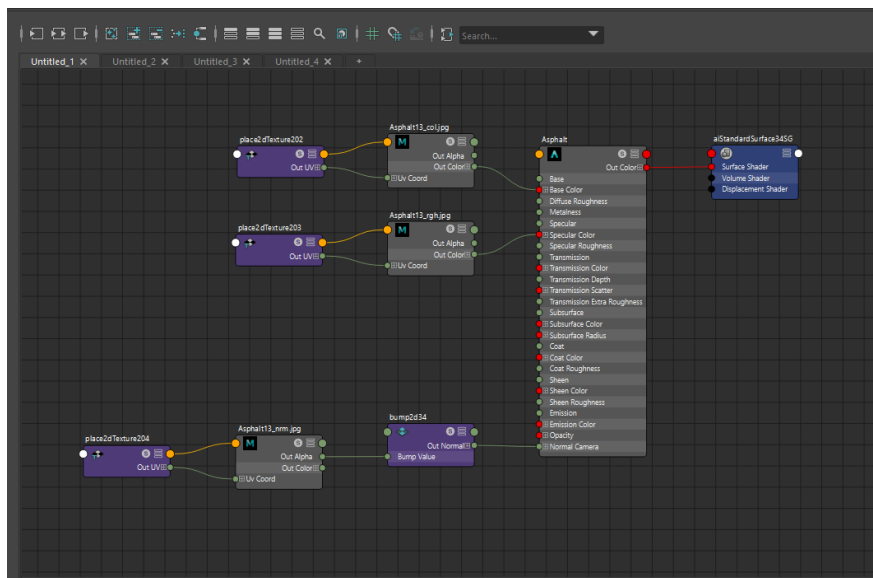 Search...
Untitled_1 × Untitled_2 × Untitled_3 × Untitled_4 × +
place2dTexture202
Out UV
Asphalt13_col.jpg
M
Out Alpha
Out Color
Uv Coord
place2dTexture203
Out UV
Asphalt13_rgh.jpg
M
Out Alpha
Out Color
Uv Coord
place2dTexture204
Out UV
Asphalt13_nrm.jpg
M
Out Alpha
Out Color
Uv Coord
bump2d34
Out Normal
Bump Value
Asphalt
Out Color
Base
Base Color
Diffuse Roughness
Metalness
Specular
Specular Color
Specular Roughness
Transmission
Transmission Color
Transmission Depth
Transmission Scatter
Transmission Extra Roughness
Subsurface
Subsurface Color
Subsurface Radius
Coat
Coat Color
Coat Roughness
Sheen
Sheen Color
Sheen Roughness
Emission
Emission Color
Opacity
Normal Camera
aiStandardSurface34SG
Surface Shader
Volume Shader
Displacement Shader